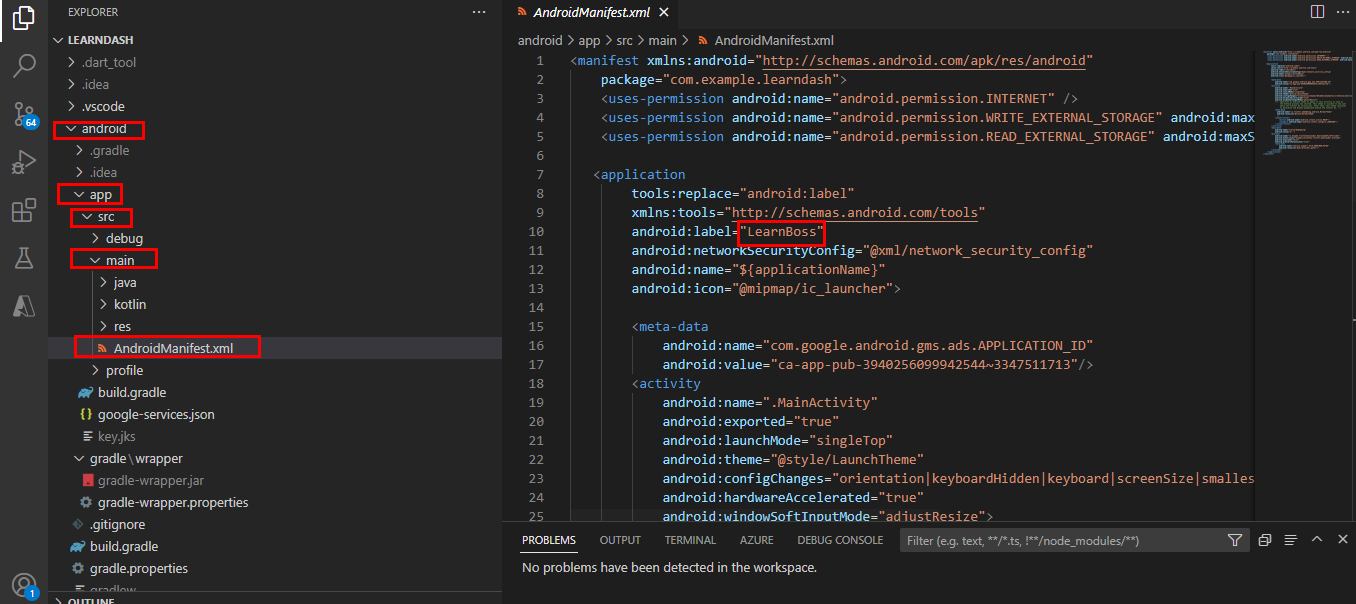 EXPLORER
LEARNDASH
.dart_tool
.idea
.vscode
64
android
.gradle
.idea
app
src
debug
main
java
kotlin
res
AndroidManifest.xml
profile
build.gradle
google-services.json
key.jks
gradle\wrapper
gradle-wrapper.jar
gradle-wrapper.properties
.gitignore
build.gradle
gradle.properties
gradlew
1
OUTLINE
AndroidManifest.xml
android > app > src > main > AndroidManifest.xml
1 <manifest xmlns:android="http://schemas.android.com/apk/res/android"
2 package="com.example.learndash">
3 <uses-permission android:name="android.permission.INTERNET" />
4 <uses-permission android:name="android.permission.WRITE_EXTERNAL_STORAGE" android:max
5 <uses-permission android:name="android.permission.READ_EXTERNAL_STORAGE" android:maxS
6
7 <application
8 tools:replace="android:label"
9 xmlns:tools="http://schemas.android.com/tools"
10 android:label="LearnBoss"
11 android:networkSecurityConfig="@xml/network_security_config"
12 android:name="${applicationName}"
13 android:icon="@mipmap/ic_launcher">
14
15 <meta-data
16 android:name="com.google.android.gms.ads.APPLICATION_ID"
17 android:value="ca-app-pub-3940256099942544~3347511713"/>
18 <activity
19 android:name=".MainActivity"
20 android:exported="true"
21 android:launchMode="singleTop"
22 android:theme="@style/LaunchTheme"
23 android:configChanges="orientation|keyboardHidden|keyboard|screenSize|smalles
24 android:hardwareAccelerated="true"
25 android:windowSoftInputMode="adjustResize">
PROBLEMS OUTPUT TERMINAL AZURE DEBUG CONSOLE Filter (e.g. text, **/*.ts, !**/node_modules/**)
No problems have been detected in the workspace.